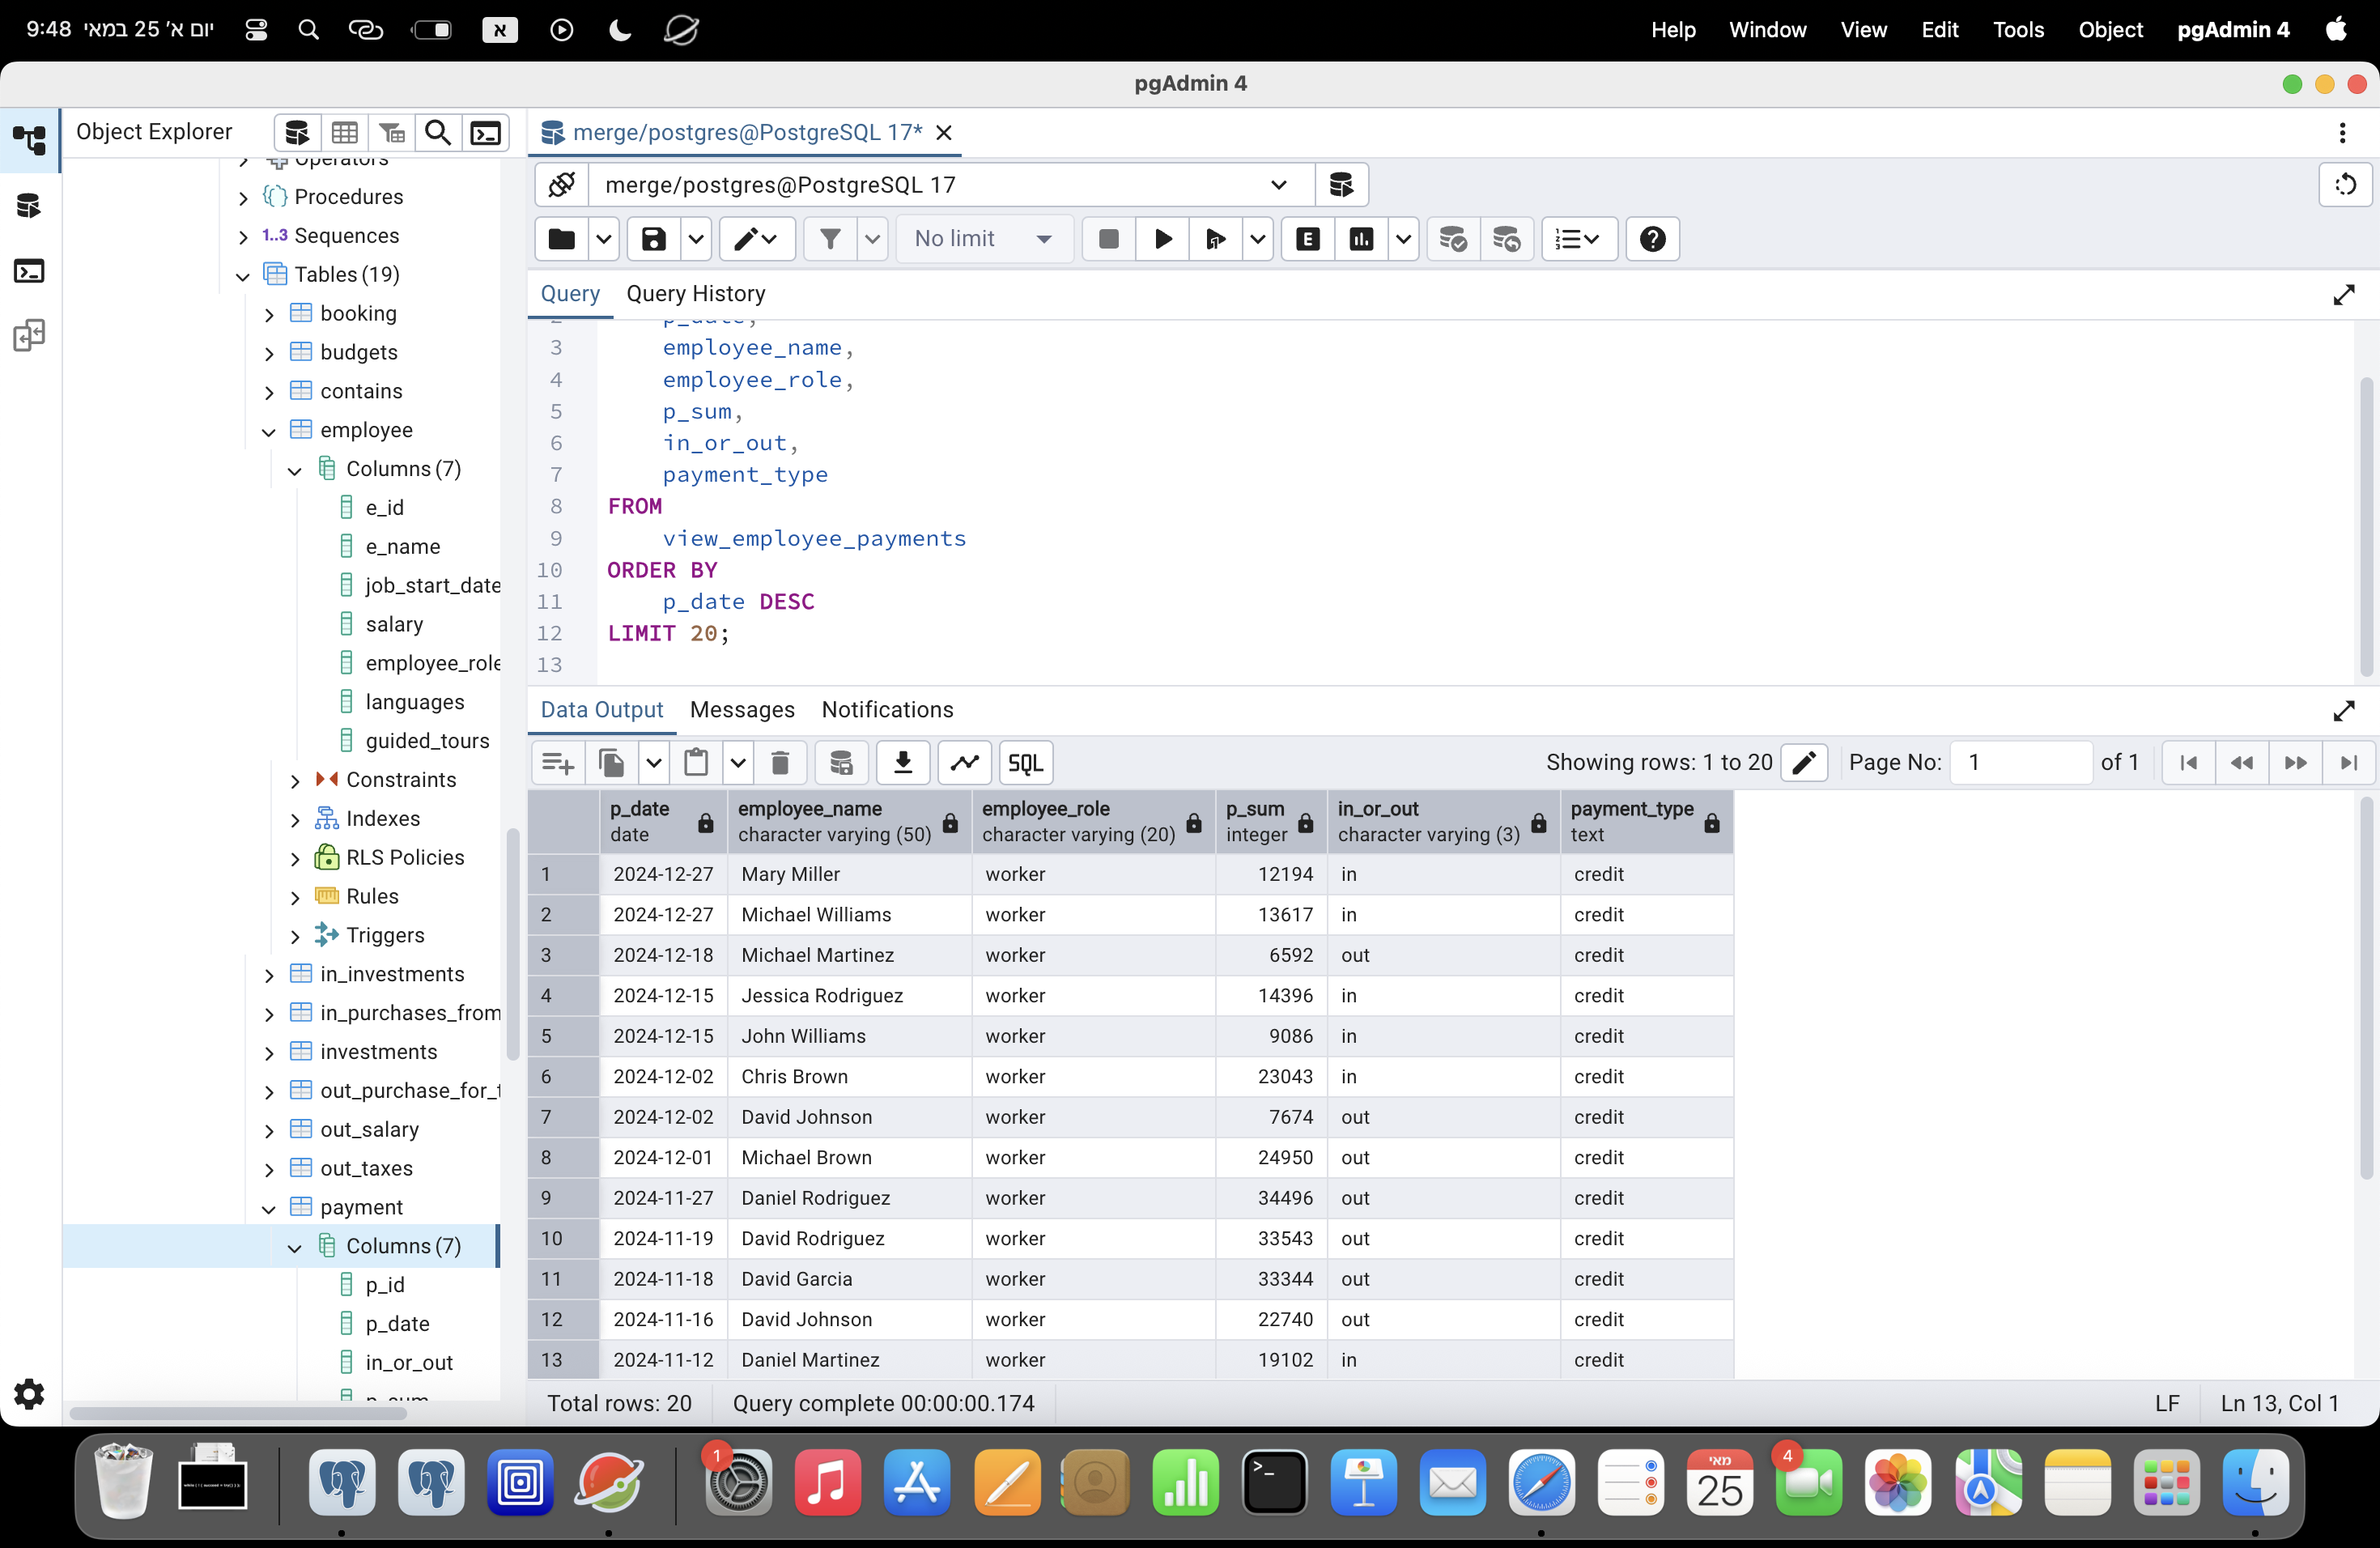 9:48 יום א' 25 במאי
א
Help Window View Edit Tools Object pgAdmin 4
pgAdmin 4
Object Explorer
merge/postgres@PostgreSQL 17*
merge/postgres@PostgreSQL 17
No limit
E
Query Query History
Operators
Procedures
1..3 Sequences
Tables (19)
booking
budgets
contains
employee
Columns (7)
e_id
e_name
job_start_date
salary
employee_role
languages
guided_tours
Constraints
Indexes
RLS Policies
Rules
Triggers
in_investments
in_purchases_from
investments
out_purchase_for_t
out_salary
out_taxes
payment
Columns (7)
p_id
p_date
in_or_out
p_sum
2 p_date,
3 employee_name,
4 employee_role,
5 p_sum,
6 in_or_out,
7 payment_type
8 FROM
9 view_employee_payments
10 ORDER BY
11 p_date DESC
12 LIMIT 20;
13
Data Output Messages Notifications
SQL Showing rows: 1 to 20 Page No: 1 of 1
p_date employee_name employee_role p_sum in_or_out payment_type
date character varying (50) character varying (20) integer character varying (3) text
1 2024-12-27 Mary Miller worker 12194 in credit
2 2024-12-27 Michael Williams worker 13617 in credit
3 2024-12-18 Michael Martinez worker 6592 out credit
4 2024-12-15 Jessica Rodriguez worker 14396 in credit
5 2024-12-15 John Williams worker 9086 in credit
6 2024-12-02 Chris Brown worker 23043 in credit
7 2024-12-02 David Johnson worker 7674 out credit
8 2024-12-01 Michael Brown worker 24950 out credit
9 2024-11-27 Daniel Rodriguez worker 34496 out credit
10 2024-11-19 David Rodriguez worker 33543 out credit
11 2024-11-18 David Garcia worker 33344 out credit
12 2024-11-16 David Johnson worker 22740 out credit
13 2024-11-12 Daniel Martinez worker 19102 in credit
Total rows: 20 Query complete 00:00:00.174 LF Ln 13, Col 1
1
>_
מאי
25
4